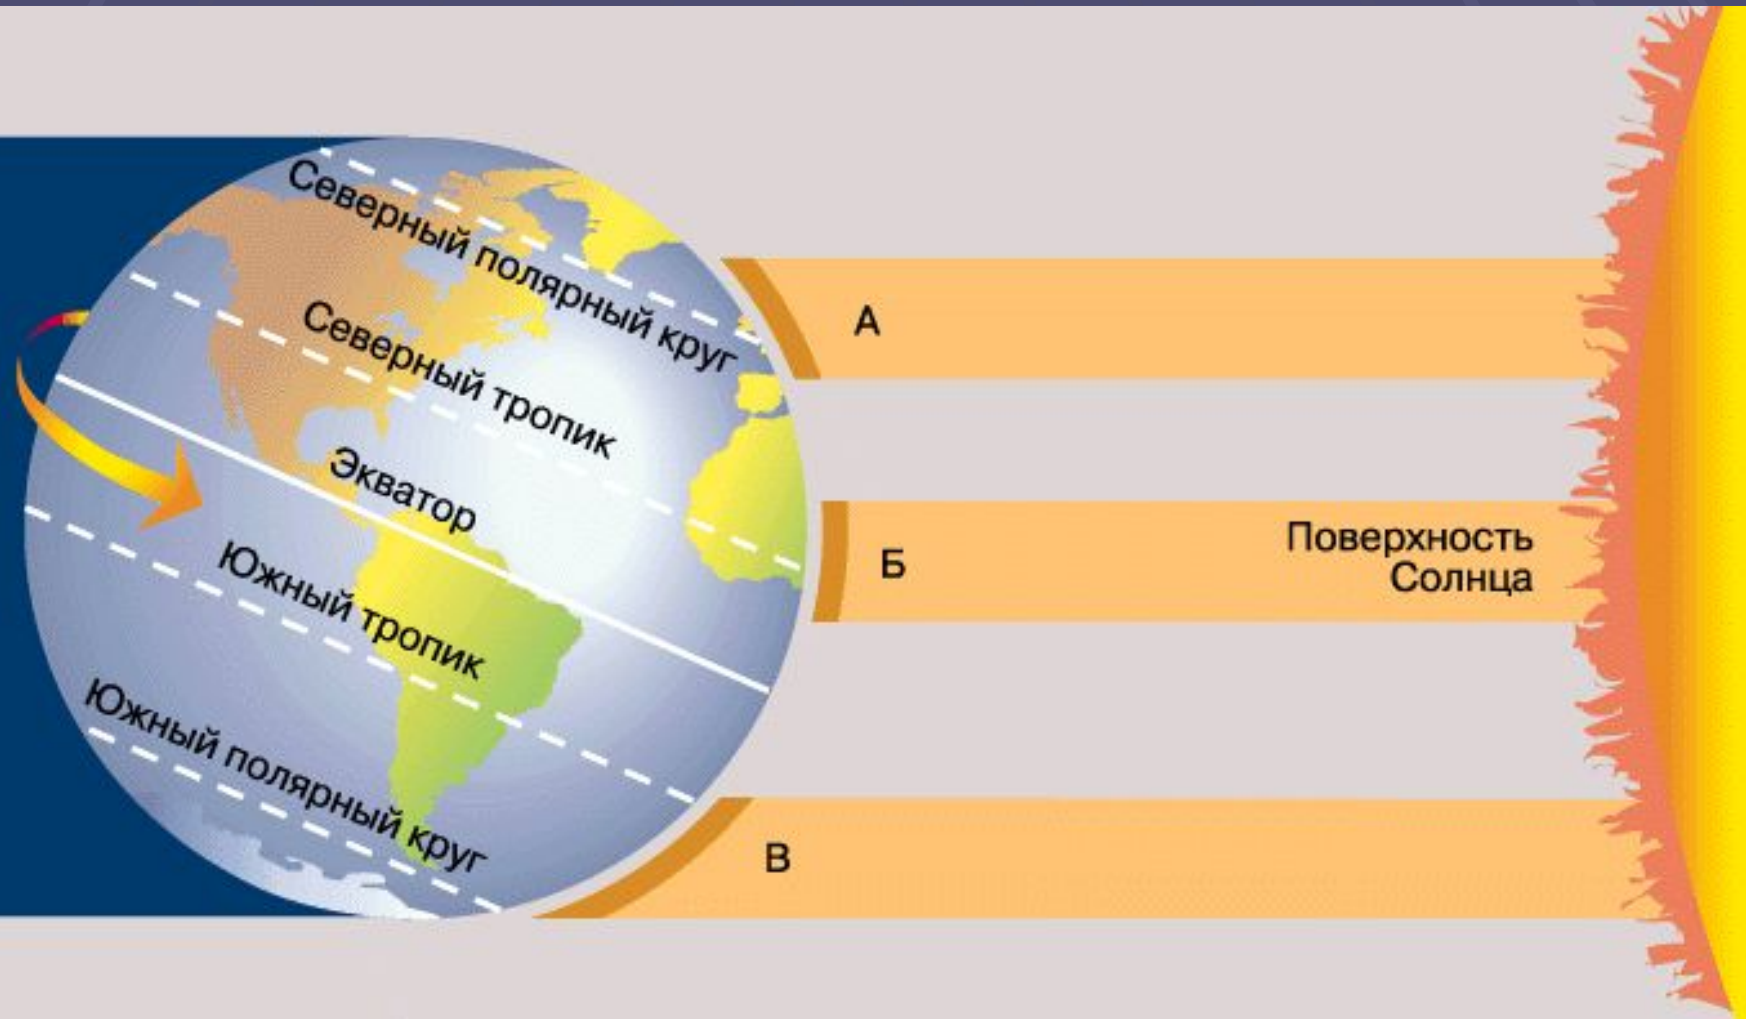 Северный полярный круг
Северный тропик
Экватор
Южный тропик
Южный полярный круг
А
Б
В
Поверхность
Солнца